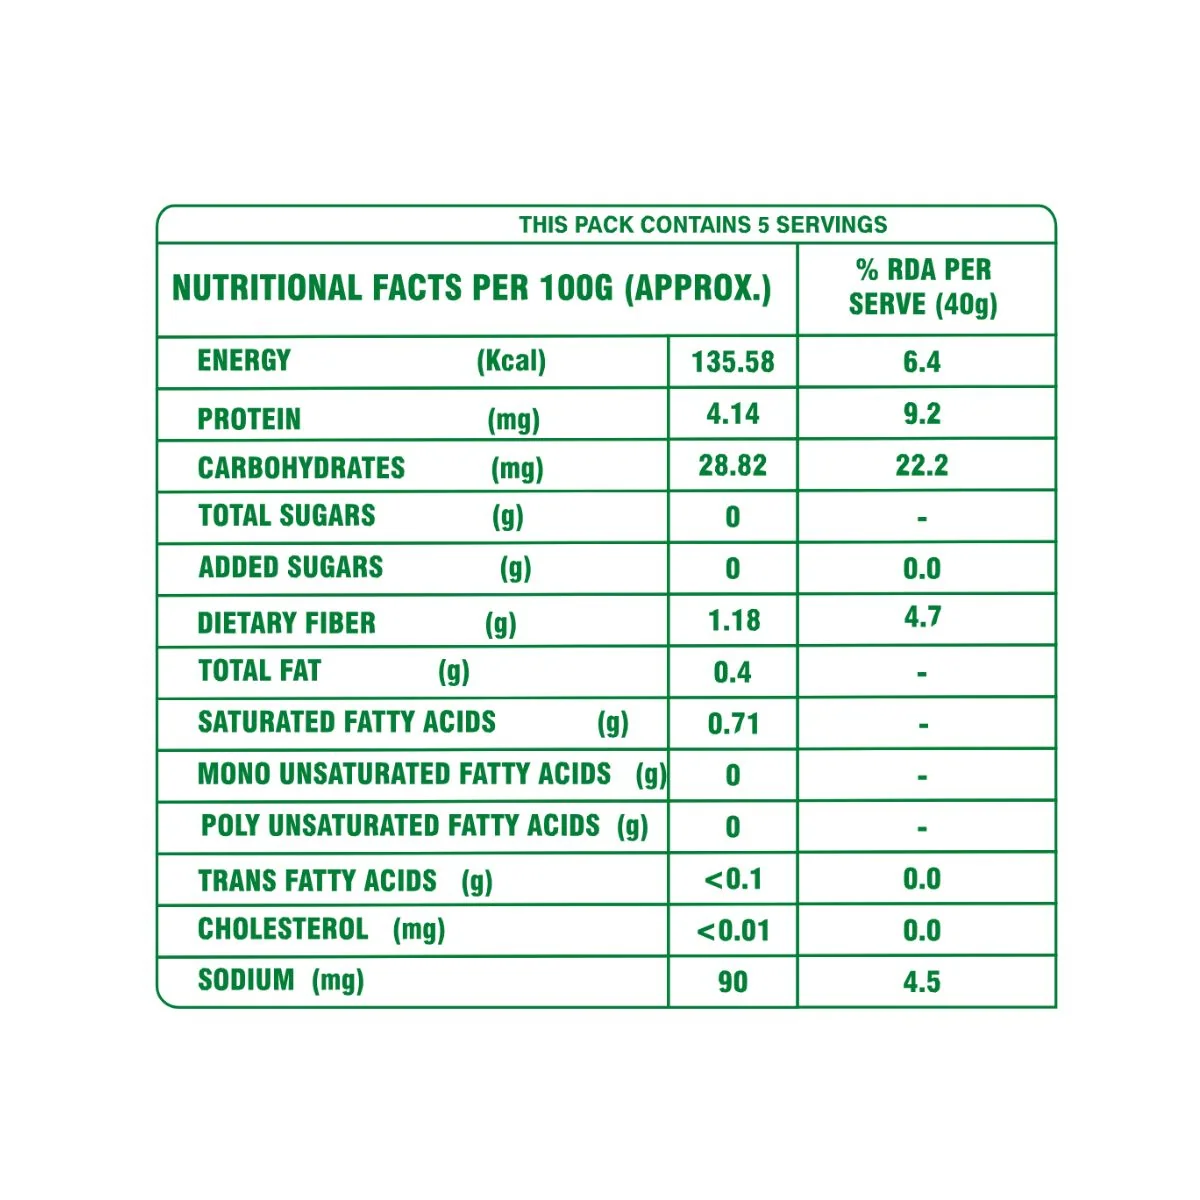 THIS PACK CONTAINS 5 SERVINGS
NUTRITIONAL FACTS PER 100G (APPROX.)
% RDA PER
SERVE (40g)
ENERGY (Kcal) 135.58 6.4
PROTEIN (mg) 4.14 9.2
CARBOHYDRATES (mg) 28.82 22.2
TOTAL SUGARS (g) 0 -
ADDED SUGARS (g) 0 0.0
DIETARY FIBER (g) 1.18 4.7
TOTAL FAT (g) 0.4 -
SATURATED FATTY ACIDS (g) 0.71 -
MONO UNSATURATED FATTY ACIDS (g) 0 -
POLY UNSATURATED FATTY ACIDS (g) 0 -
TRANS FATTY ACIDS (g) <0.1 0.0
CHOLESTEROL (mg) <0.01 0.0
SODIUM (mg) 90 4.5